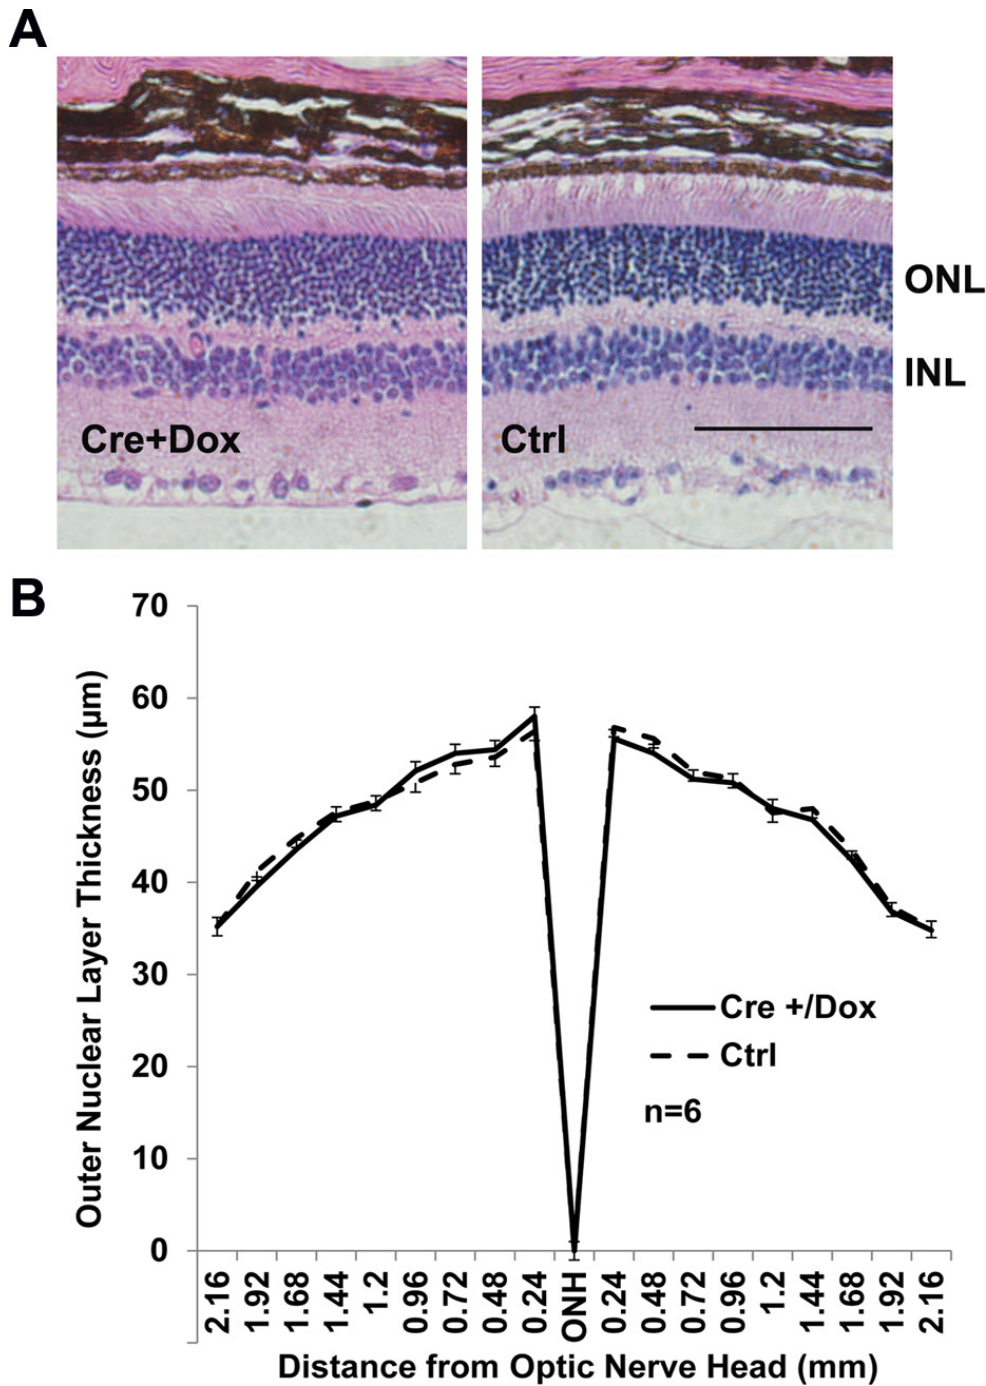 A
ONL
INL
Cre+Dox
Ctrl
B
70
60
50
40
30
20
10
0
Outer Nuclear Layer Thickness (µm)
Cre +/Dox
Ctrl
n=6
2.16
1.92
1.68
1.44
1.2
0.96
0.72
0.48
0.24
ONH
0.24
0.48
0.72
0.96
1.2
1.44
1.68
1.92
2.16
Distance from Optic Nerve Head (mm)